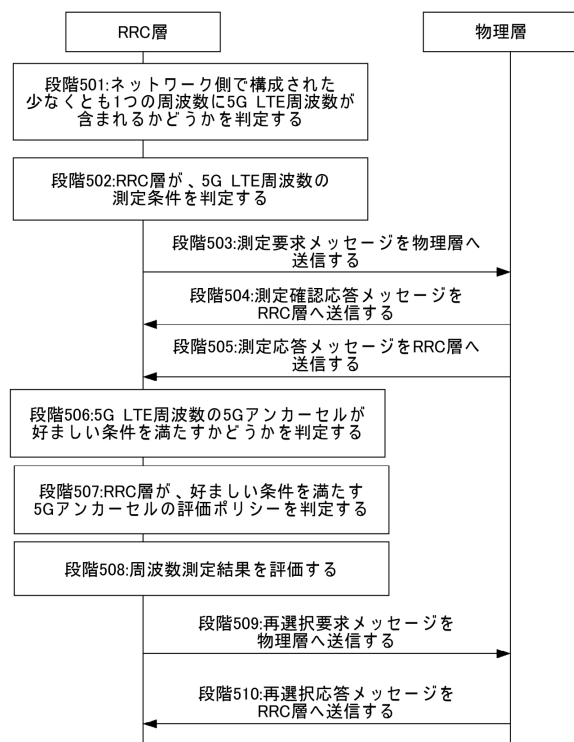 RRC層
物理層
段階501:ネットワーク側で構成された
少なくとも1つの周波数に5G LTE周波数が
含まれるかどうかを判定する
段階502:RRC層が、5G LTE周波数の
測定条件を判定する
段階503:測定要求メッセージを物理層へ
送信する
段階504:測定確認応答メッセージを
RRC層へ送信する
段階505:測定応答メッセージをRRC層へ
送信する
段階506:5G LTE周波数の5Gアンカーセルが
好ましい条件を満たすかどうかを判定する
段階507:RRC層が、好ましい条件を満たす
5Gアンカーセルの評価ポリシーを判定する
段階508:周波数測定結果を評価する
段階509:再選択要求メッセージを
物理層へ送信する
段階510:再選択応答メッセージを
RRC層へ送信する